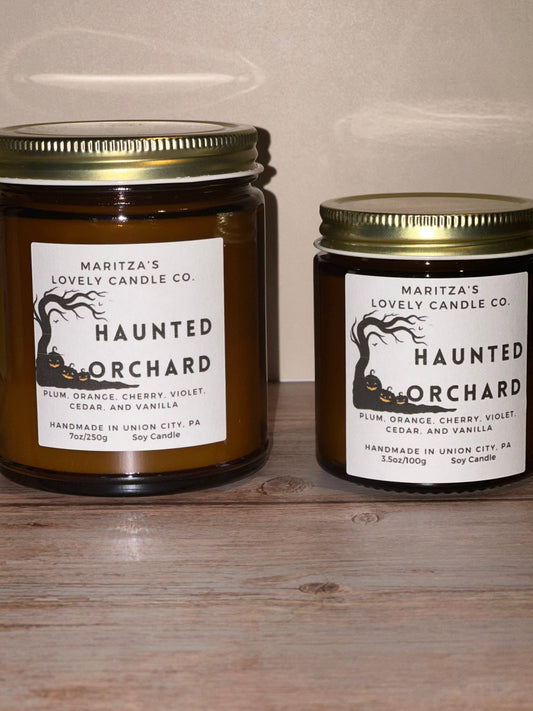 MARITZA'S
LOVELY CANDLE CO.
HAUNTED
ORCHARD
PLUM, ORANGE, CHERRY, VIOLET,
CEDAR, AND VANILLA
HANDMADE IN UNION CITY, PA
7oz/250g Soy Candle
MARITZA'S
LOVELY CANDLE CO.
HAUNTED
ORCHARD
PLUM, ORANGE, CHERRY, VIOLET,
CEDAR, AND VANILLA
HANDMADE IN UNION CITY, PA
3.5oz/100g Soy Candle